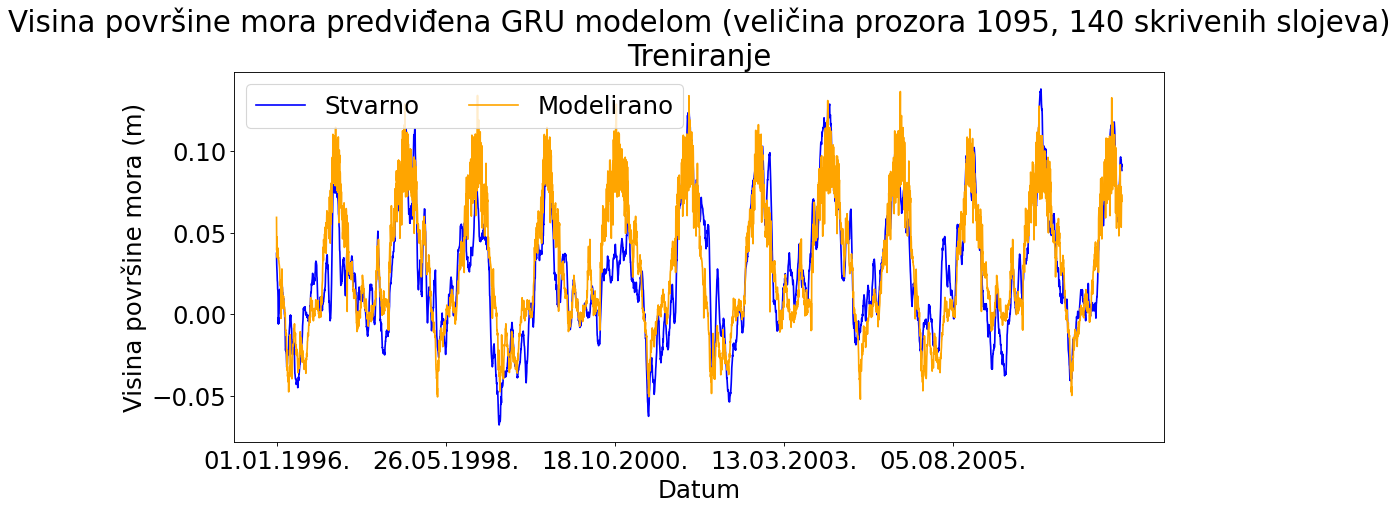 Visina površine mora predviđena GRU modelom (veličina prozora 1095, 140 skrivenih slojeva)
Treniranje
Stvarno Modelirano
Visina površine mora (m)
0.10
0.05
0.00
−0.05
01.01.1996. 26.05.1998. 18.10.2000. 13.03.2003. 05.08.2005.
Datum